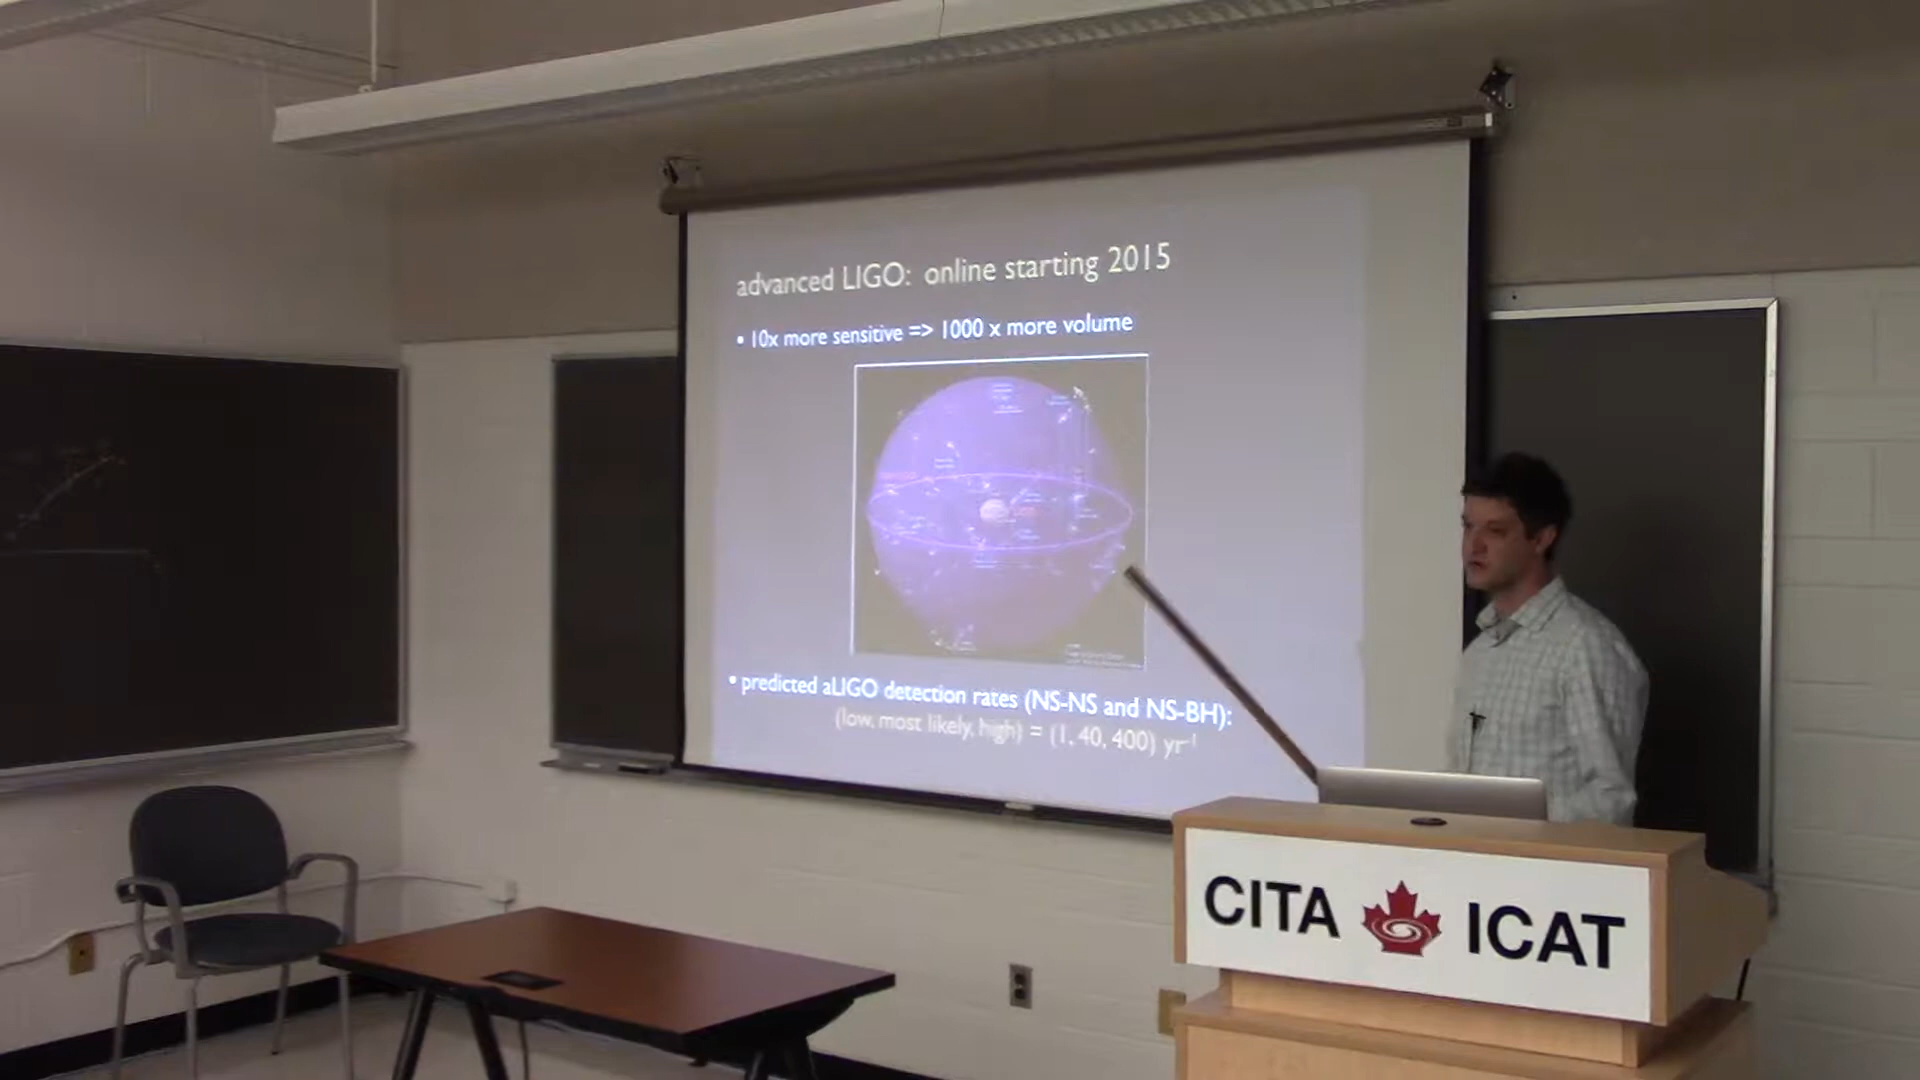 advanced LIGO: online starting 2015
• 10x more sensitive => 1000 x more volume
• predicted aLIGO detection rates (NS-NS and NS-BH):
(low, most likely, high) = (1, 40, 400) yr⁻¹
CITA ICAT